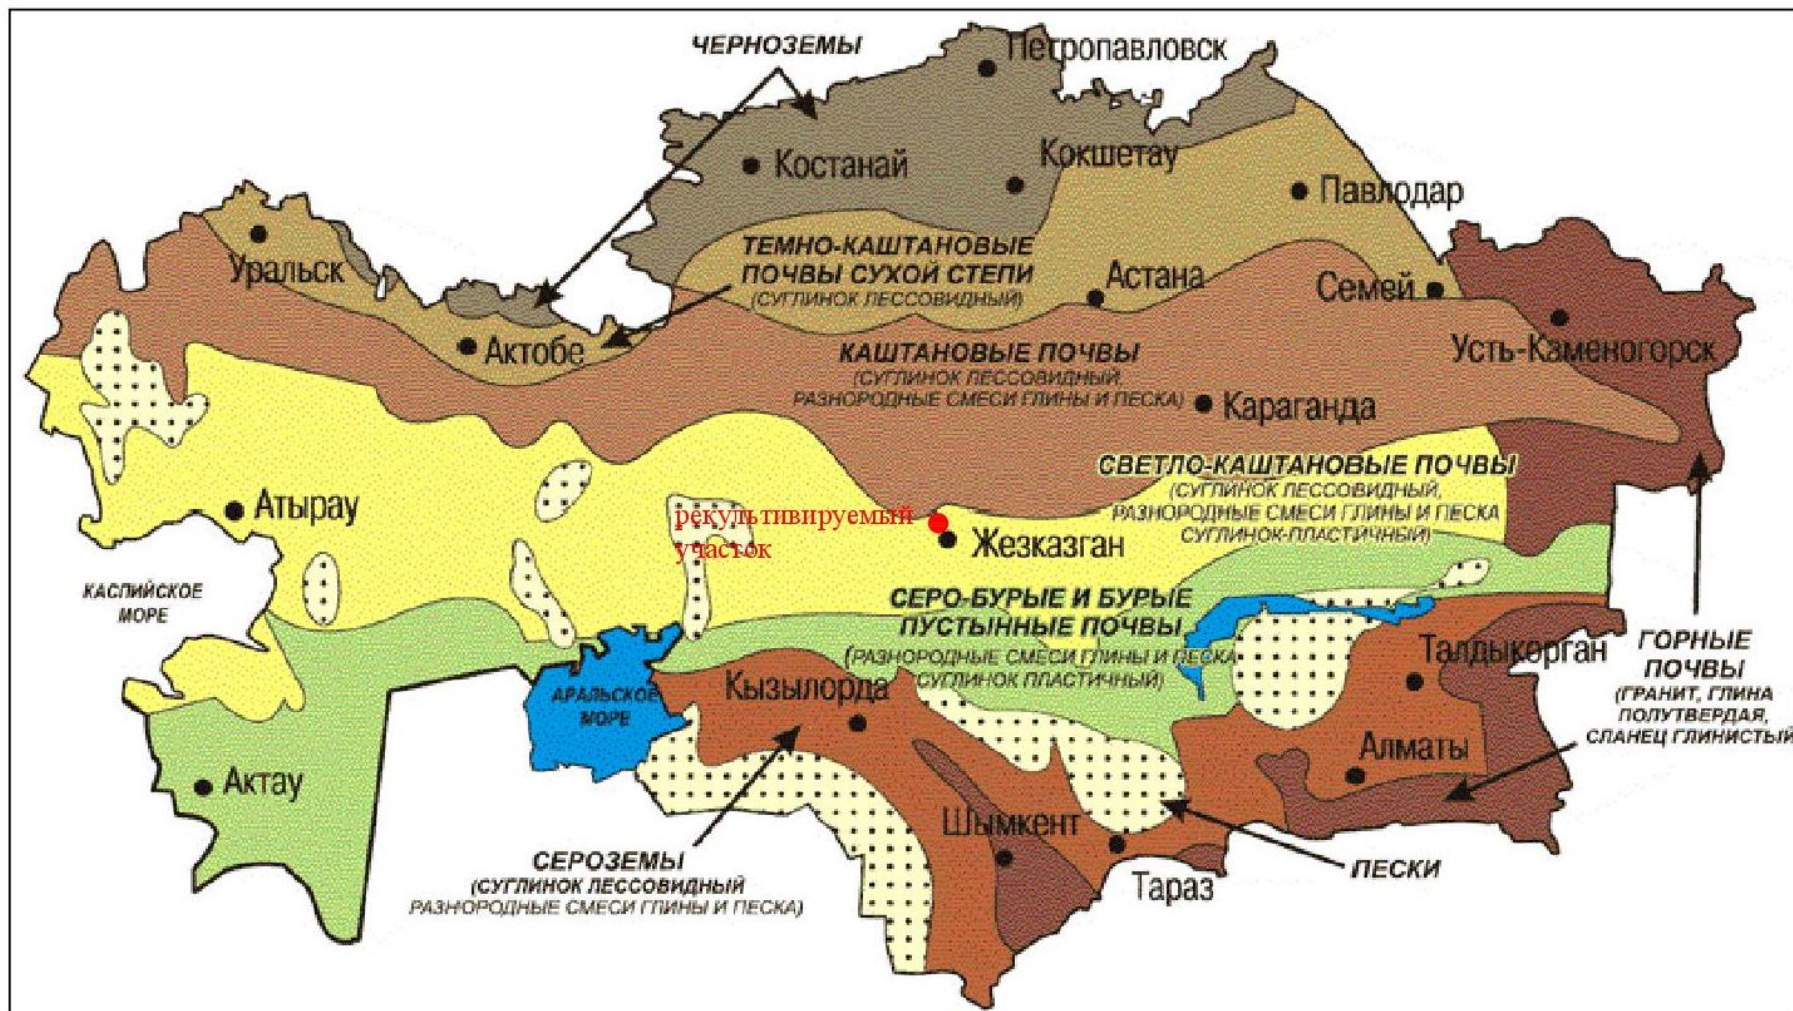 ЧЕРНОЗЕМЫ
Петропавловск
Костанай
Кокшетау
Павлодар
Уральск
ТЕМНО-КАШТАНОВЫЕ
ПОЧВЫ СУХОЙ СТЕПИ
(СУГЛИНОК ЛЕССОВИДНЫЙ)
Астана
Семей
Актобе
КАШТАНОВЫЕ ПОЧВЫ
(СУГЛИНОК ЛЕССОВИДНЫЙ,
РАЗНОРОДНЫЕ СМЕСИ ГЛИНЫ И ПЕСКА)
Усть-Каменогорск
Караганда
СВЕТЛО-КАШТАНОВЫЕ ПОЧВЫ
(СУГЛИНОК ЛЕССОВИДНЫЙ,
РАЗНОРОДНЫЕ СМЕСИ ГЛИНЫ И ПЕСКА
СУГЛИНОК-ПЛАСТИЧНЫЙ)
Атырау
рекультивируемый
участок
Жезказган
КАСПИЙСКОЕ
МОРЕ
СЕРО-БУРЫЕ И БУРЫЕ
ПУСТЫННЫЕ ПОЧВЫ
(РАЗНОРОДНЫЕ СМЕСИ ГЛИНЫ И ПЕСКА
СУГЛИНОК ПЛАСТИЧНЫЙ)
Талдыкорган
ГОРНЫЕ
ПОЧВЫ
(ГРАНИТ, ГЛИНА
ПОЛУТВЕРДАЯ,
СЛАНЕЦ ГЛИНИСТЫЙ)
АРАЛЬСКОЕ
МОРЕ
Кызылорда
Алматы
Актау
Шымкент
СЕРОЗЕМЫ
(СУГЛИНОК ЛЕССОВИДНЫЙ
РАЗНОРОДНЫЕ СМЕСИ ГЛИНЫ И ПЕСКА)
ПЕСКИ
Тараз